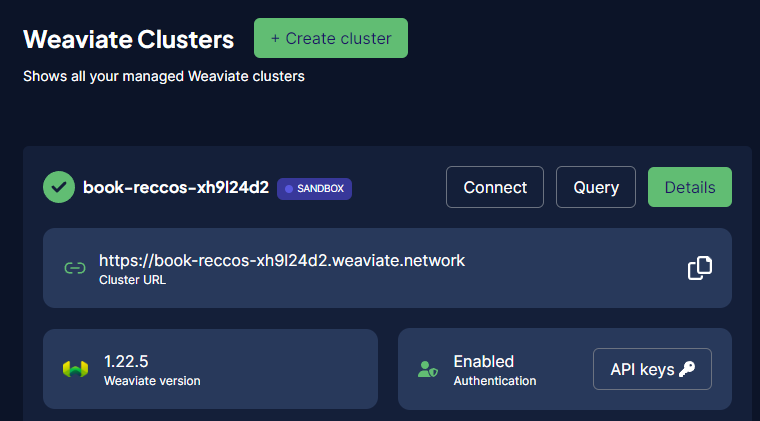 Weaviate Clusters
+ Create cluster
Shows all your managed Weaviate clusters
book-reccos-xh9l24d2
SANDBOX
Connect
Query
Details
https://book-reccos-xh9l24d2.weaviate.network
Cluster URL
1.22.5
Weaviate version
Enabled
Authentication
API keys